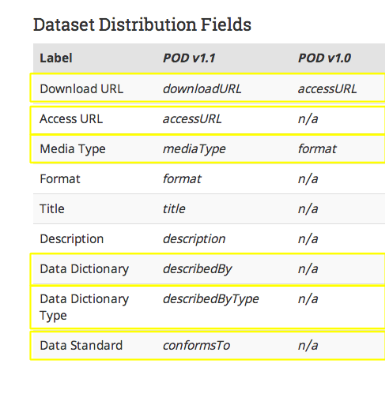 Dataset Distribution Fields
Label POD v1.1 POD v1.0
Download URL downloadURL accessURL
Access URL accessURL n/a
Media Type mediaType format
Format format n/a
Title title n/a
Description description n/a
Data Dictionary describedBy n/a
Data Dictionary describedByType n/a
Type
Data Standard conformsTo n/a